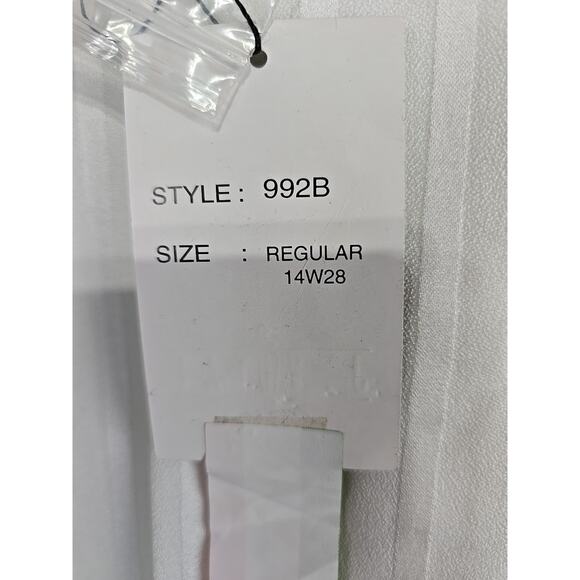 STYLE : 992B
SIZE : REGULAR
14W28